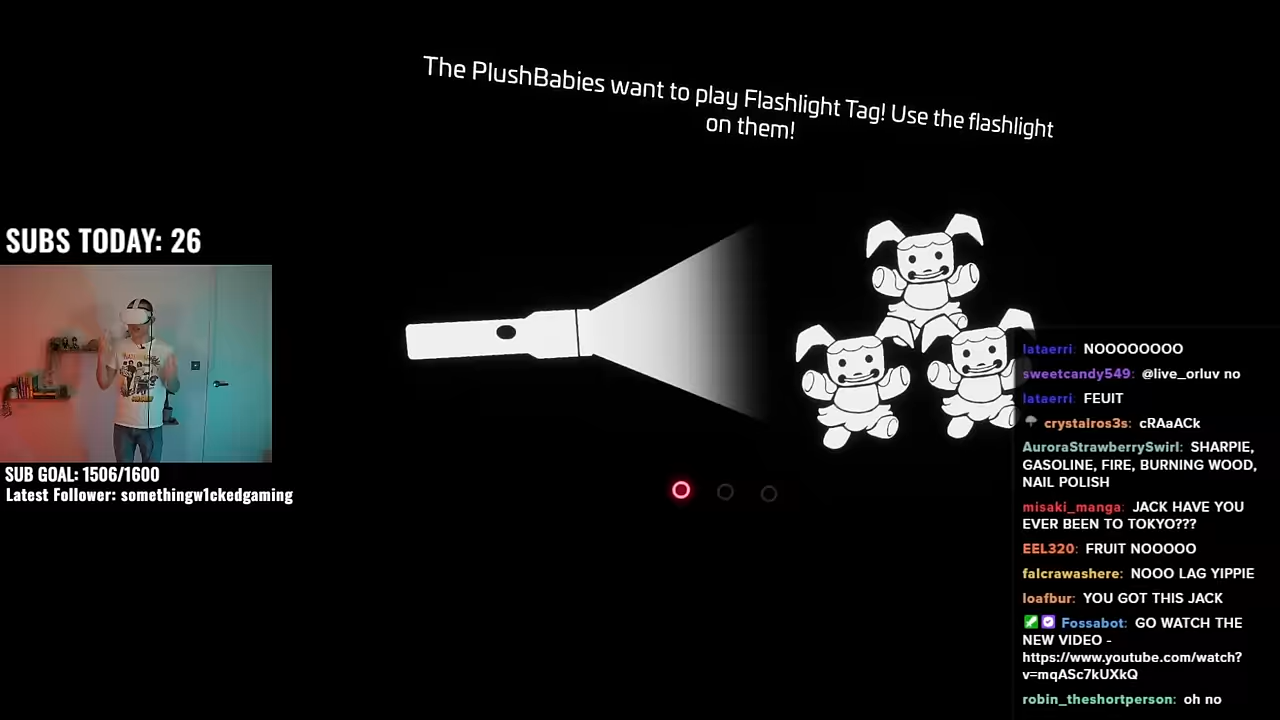 The PlushBabies want to play Flashlight Tag! Use the flashlight
on them!
SUBS TODAY: 26
SUB GOAL: 1506/1600
Latest Follower: somethingw1ckedgaming
lataerri: NOOOOOOOO
sweetcandy549: @live_orluv no
lataerri: FEUIT
crystalros3s: cRAaACk
AuroraStrawberrySwirl: SHARPIE,
GASOLINE, FIRE, BURNING WOOD,
NAIL POLISH
misaki_manga: JACK HAVE YOU
EVER BEEN TO TOKYO???
EEL320: FRUIT NOOOOO
falcrawashere: NOOO LAG YIPPIE
loafbur: YOU GOT THIS JACK
Fossabot: GO WATCH THE
NEW VIDEO -
https://www.youtube.com/watch?
v=mqASc7kUXkQ
robin_theshortperson: oh no